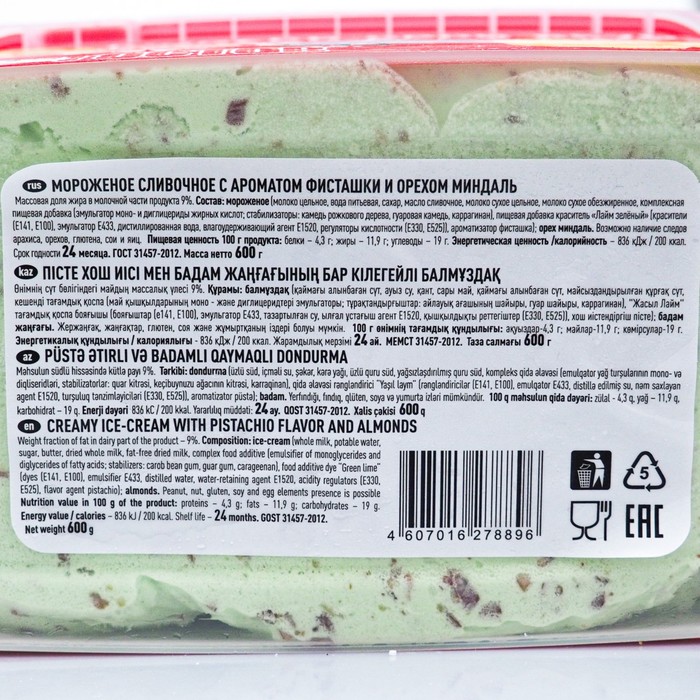 rus МОРОЖЕНОЕ СЛИВОЧНОЕ С АРОМАТОМ ФИСТАШКИ И ОРЕХОМ МИНДАЛЬ
Массовая доля жира в молочной части продукта 9%. Состав: мороженое (молоко цельное, вода питьевая, сахар, масло сливочное, молоко сухое цельное, молоко сухое обезжиренное, комплексная
пищевая добавка (эмульгатор моно- и диглицериды жирных кислот; стабилизаторы: камедь рожкового дерева, гуаровая камедь, каррагинан), пищевая добавка краситель «Лайм зелёный» (красители
(Е141, Е100), эмульгатор Е433, дистиллированная вода, влагоудерживающий агент Е1520, регуляторы кислотности (Е330, Е525)), ароматизатор фисташка); орех миндаль. Возможно наличие следов
арахиса, орехов, глютена, сои и яиц. Пищевая ценность 100 г продукта: белки – 4,3 г; жиры – 11,9 г; углеводы – 19 г. Энергетическая ценность /калорийность – 836 кДж / 200 ккал.
Срок годности 24 месяца. ГОСТ 31457-2012. Масса нетто 600 г
kaz ПІСТЕ ХОШ ИІСІ МЕН БАДАМ ЖАҢҒАҒЫНЫҢ БАР КІЛЕГЕЙЛІ БАЛМҰЗДАҚ
Өнімнің сүт бөлігіндегі майдың массалық үлесі 9%. Құрамы: балмұздақ (қаймағы алынбаған сүт, ауыз су, қант, сары май, қаймағы алынбаған сүт, майсыздандырылған құрғақ сүт,
кешенді тағамдық қоспа (май қышқылдарының моно - және диглицеридтері эмульгаторы; тұрақтандырғыштар: айлауық ағашының шайыры, гуар шайыры, каррагинан), "Жасыл Лайм"
тағамдық қоспа бояғышы (бояғыштар (е141, Е100), эмульгатор Е433, тазартылған су, ылғал ұстағыш агент Е1520, қышқылдықты реттегіштер (Е330, Е525)), хош иістендіргіш пісте); бадам
жаңғағы. Жержаңғақ, жаңғақтар, глютен, соя және жұмыртқаның іздері болуы мүмкін. 100 г өнімнің тағамдық құндылығы: ақуыздар-4,3 г; майлар-11,9 г; көмірсулар-19 г.
Энергетикалық құндылығы / калориялығы – 836 кДж / 200 ккал. Жарамдылық мерзімі 24 ай. МЕМСТ 31457-2012. Таза салмағы 600 г
az PÜSTƏ ƏTIRLI VƏ BADAMLI QAYMAQLI DONDURMA
Məhsulun südlü hissəsində kütlə payı 9%. Tərkibi: dondurma (üzlü süd, içməli su, şəkər, kərə yağı, üzlü quru süd, yağsızlaşdırılmış quru süd, kompleks qida əlavəsi (emulqator yağ turşularının mono- və
diqliseridləri, stabilizatorlar: quar kitrəsi, keçibuynuzu ağacının kitrəsi, karraqinan), qida əlavəsi rəngləndirici "Yaşıl laym" (rəngləndiricilər (E141, E100), emulqator E433, distillə edilmiş su, nəm saxlayan
agent E1520, turşuluq tənzimləyicilari (E330, E525)), aromatizator püstə); badam. Yerfındığı, fındıq, qlüten, soya və yumurta izləri mümkündür. 100 q məhsulun qida dəyəri: zülal - 4,3 q, yağ – 11,9 q,
karbohidrat – 19 q. Enerji dəyəri 836 kC / 200 kkal. Yararlılıq müddəti: 24 ay. QOST 31457-2012. Xalis çəkisi 600 q
en CREAMY ICE-CREAM WITH PISTACHIO FLAVOR AND ALMONDS
Weight fraction of fat in dairy part of the product – 9%. Composition: ice-cream (whole milk, potable water,
sugar, butter, dried whole milk, fat-free dried milk, complex food additive (emulsifier of monoglycerides and
diglycerides of fatty acids; stabilizers: carob bean gum, guar gum, carageenan), food additive dye "Green lime"
(dyes (E141, E100), emulsifier E433, distilled water, water-retaining agent E1520, acidity regulators (E330,
E525), flavor agent pistachio); almonds. Peanut, nut, gluten, soy and egg elements presence is possible
Nutrition value in 100 g of the product: proteins – 4,3 g; fats – 11,9 g; carbohydrates – 19 g.
Energy value / calories – 836 kJ / 200 kcal. Shelf life – 24 months. GOST 31457-2012.
Net weight 600 g
4 607016 278896
5
EAC